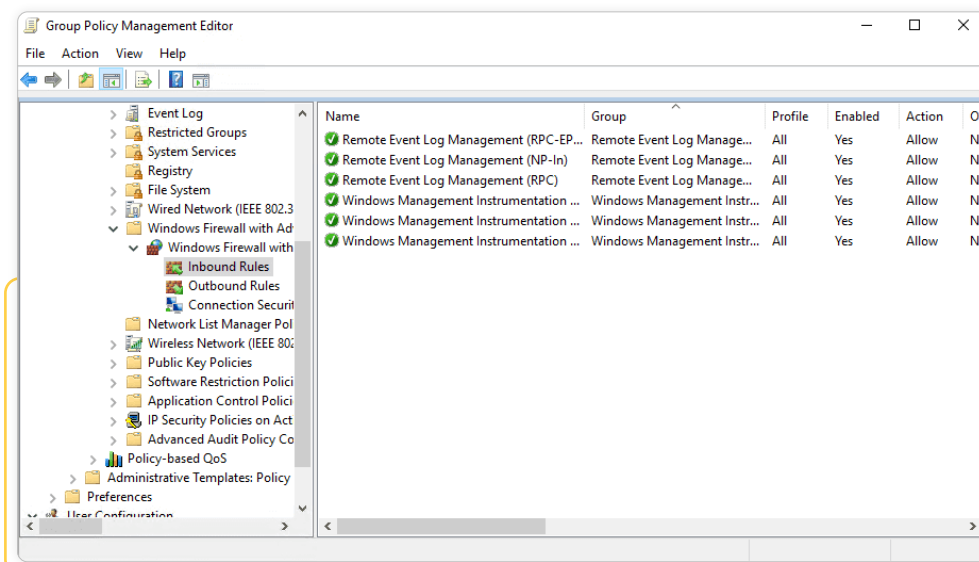 Group Policy Management Editor
File Action View Help
Event Log
Restricted Groups
System Services
Registry
File System
Wired Network (IEEE 802.3
Windows Firewall with Ad
Windows Firewall with
Inbound Rules
Outbound Rules
Connection Securit
Network List Manager Pol
Wireless Network (IEEE 802
Public Key Policies
Software Restriction Polici
Application Control Polici
IP Security Policies on Act
Advanced Audit Policy Co
Policy-based QoS
Administrative Templates: Policy
Preferences
User Configuration
Name Group Profile Enabled Action O
Remote Event Log Management (RPC-EP... Remote Event Log Manage... All Yes Allow N
Remote Event Log Management (NP-In) Remote Event Log Manage... All Yes Allow N
Remote Event Log Management (RPC) Remote Event Log Manage... All Yes Allow N
Windows Management Instrumentation ... Windows Management Instr... All Yes Allow N
Windows Management Instrumentation ... Windows Management Instr... All Yes Allow N
Windows Management Instrumentation ... Windows Management Instr... All Yes Allow N